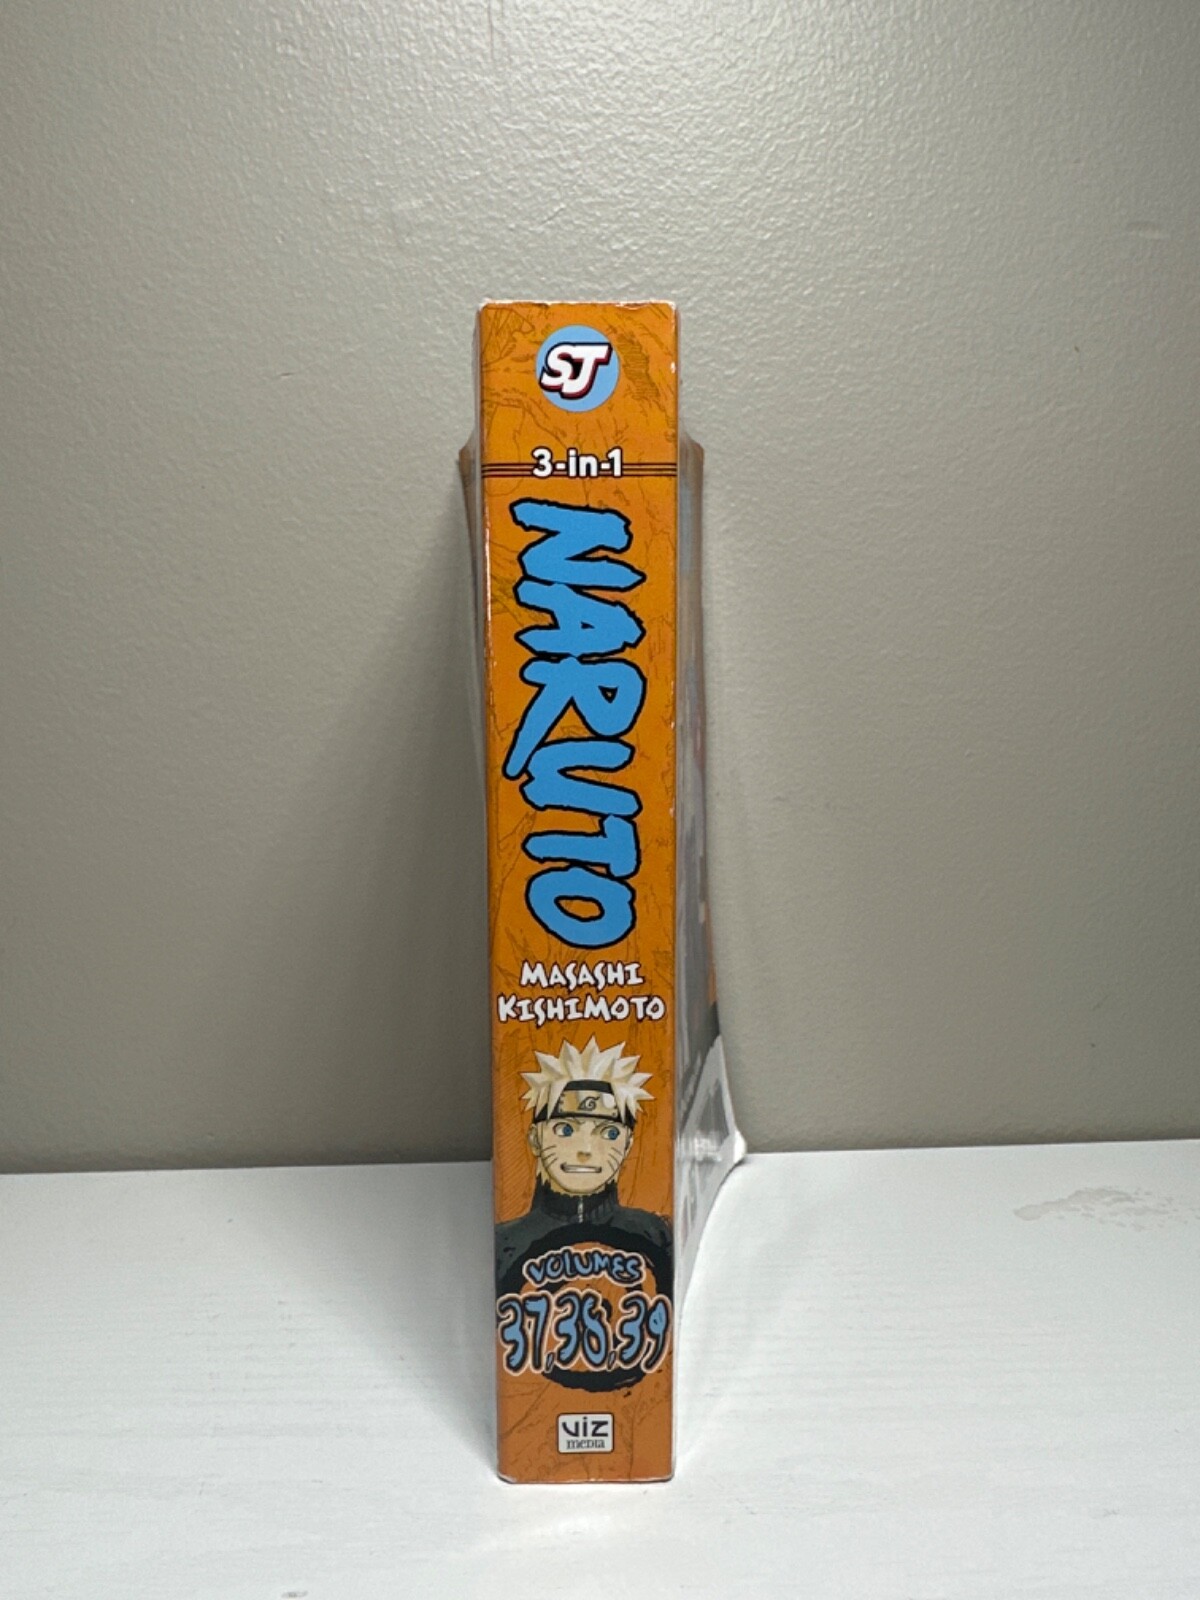 SJ
3-in-1
NARUTO
MASASHI
KISHIMOTO
VOLUMES
37,38,39
VIZ
media